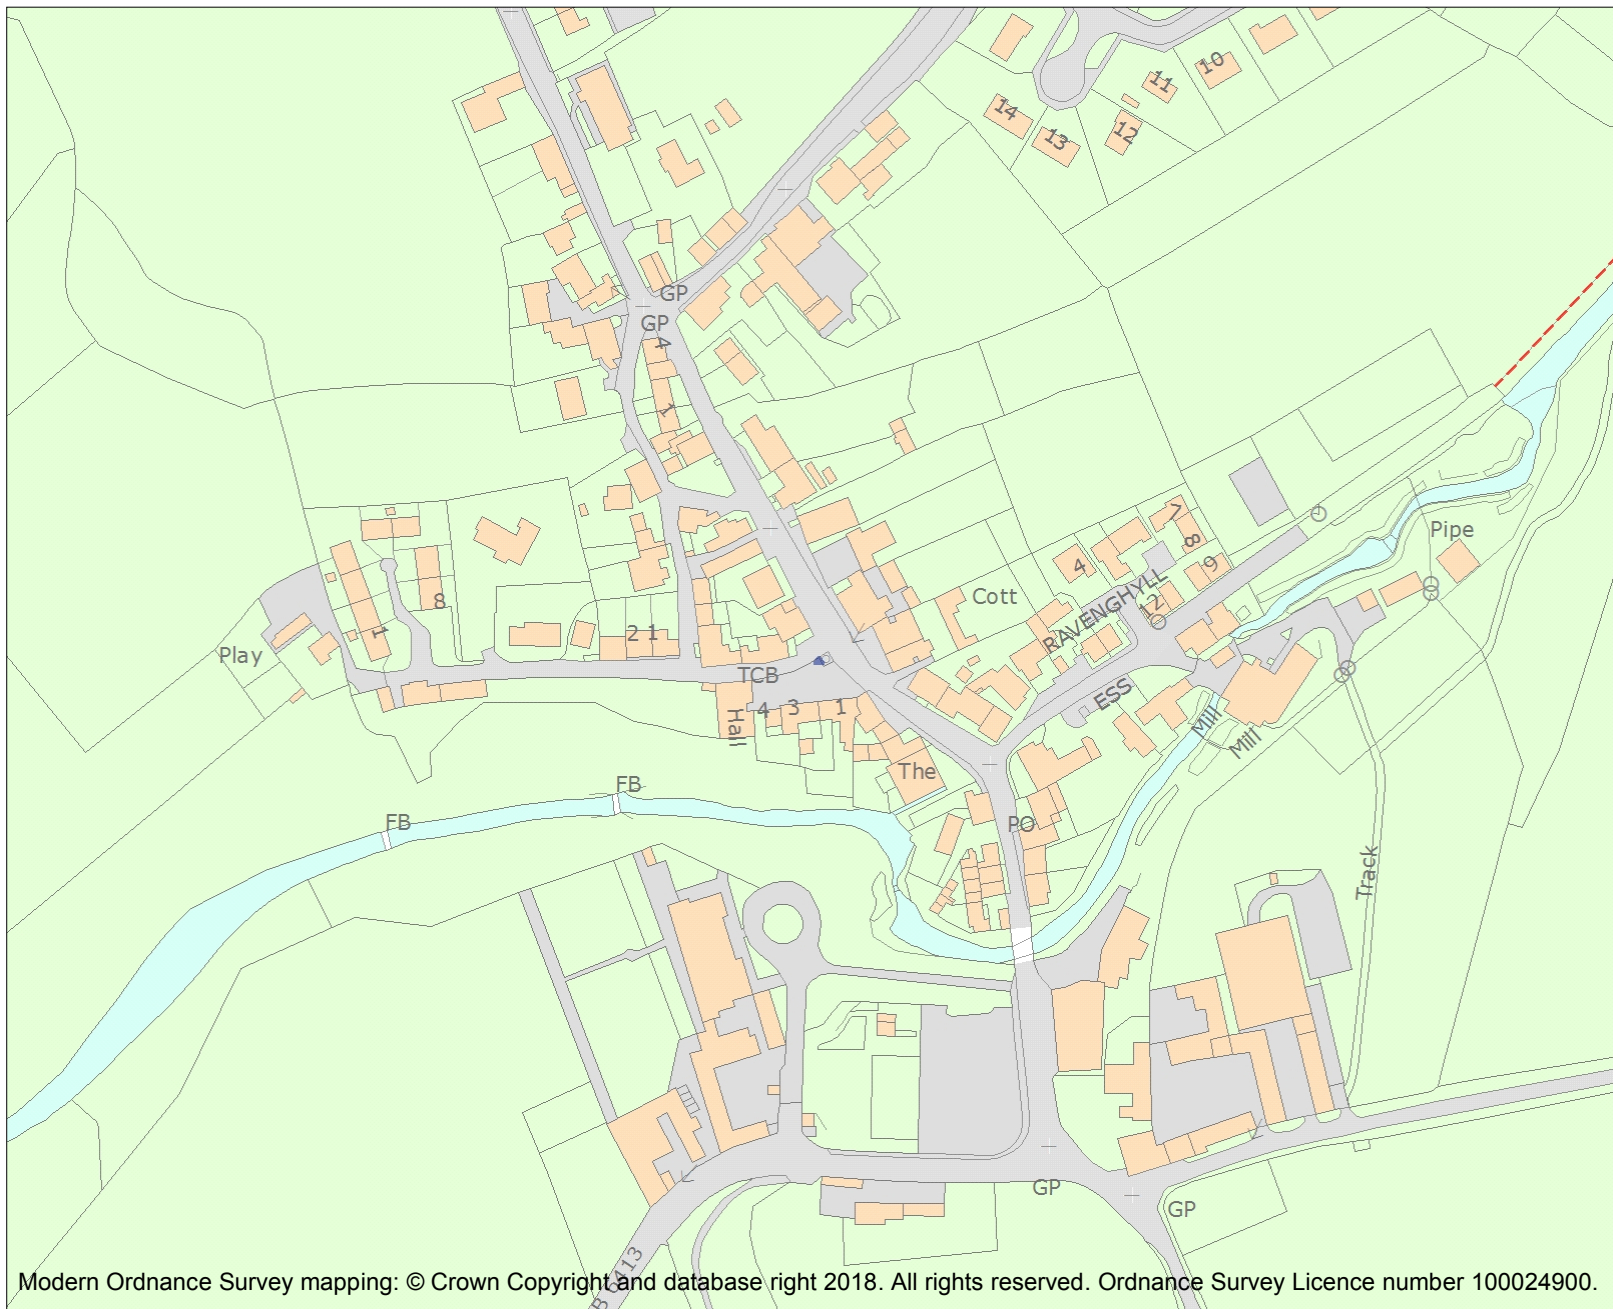 10
11
14
12
13
GP
GP
4
1
7
8
4
9
Pipe
RAVENGHYLL
12
Cott
8
1
2 1
Play
TCB
ESS
4 3 1
Hall
Mill
Mill
The
FB
FB
PO
Track
GP
GP
B 6413
Modern Ordnance Survey mapping: © Crown Copyright and database right 2018. All rights reserved. Ordnance Survey Licence number 100024900.